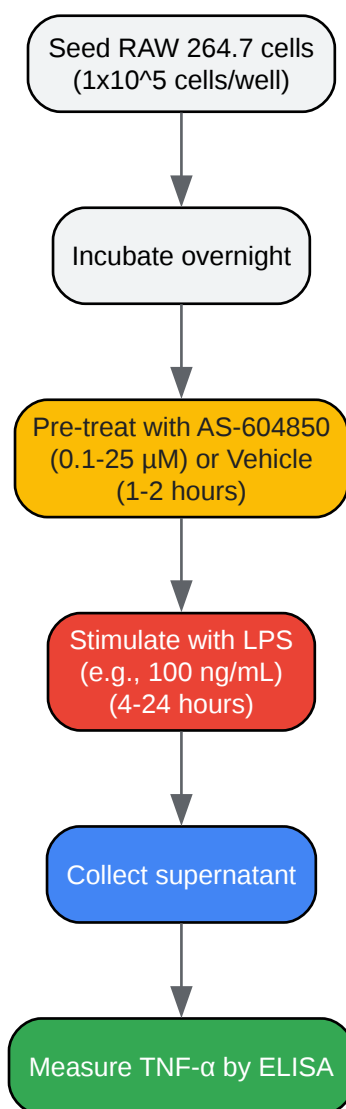 Seed RAW 264.7 cells
(1x10^5 cells/well)
Incubate overnight
Pre-treat with AS-604850
(0.1-25 µM) or Vehicle
(1-2 hours)
Stimulate with LPS
(e.g., 100 ng/mL)
(4-24 hours)
Collect supernatant
Measure TNF-α by ELISA